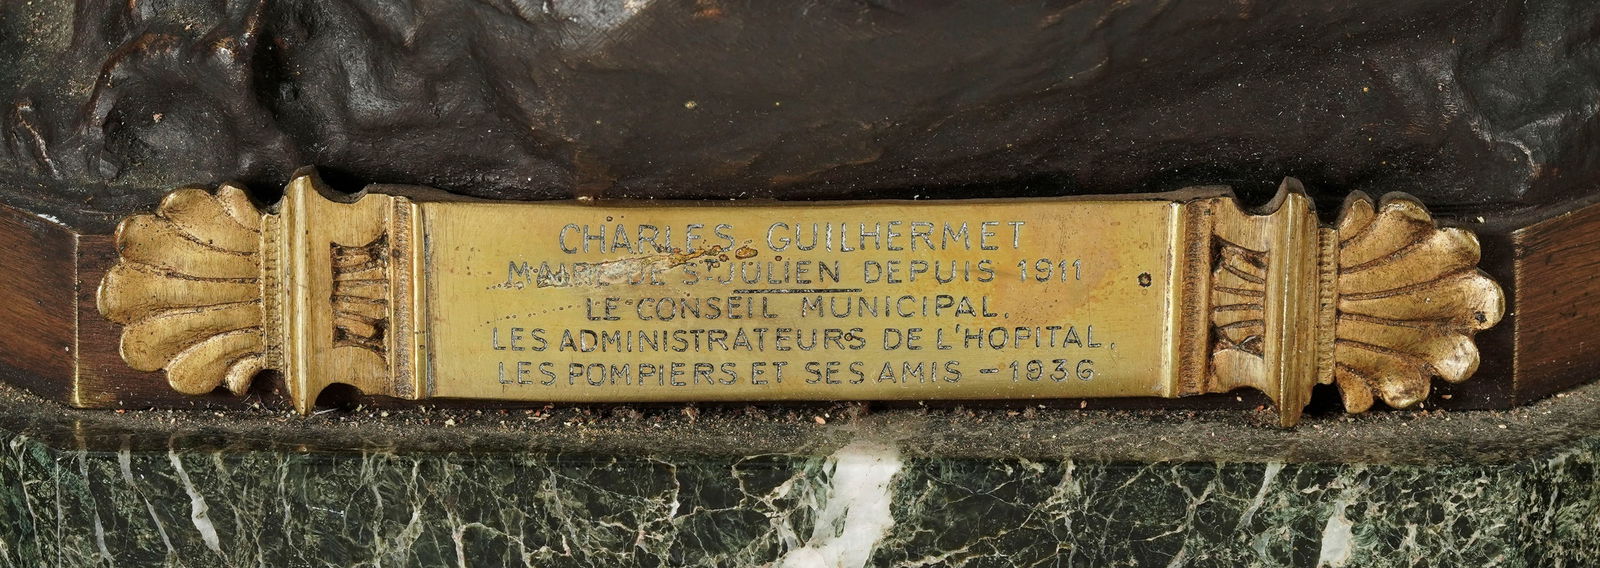 CHARLES GUILHERMET
MAIRE DE ST JULIEN DEPUIS 1911
LE CONSEIL MUNICIPAL.
LES ADMINISTRATEURS DE L'HOPITAL.
LES POMPIERS ET SES AMIS - 1936